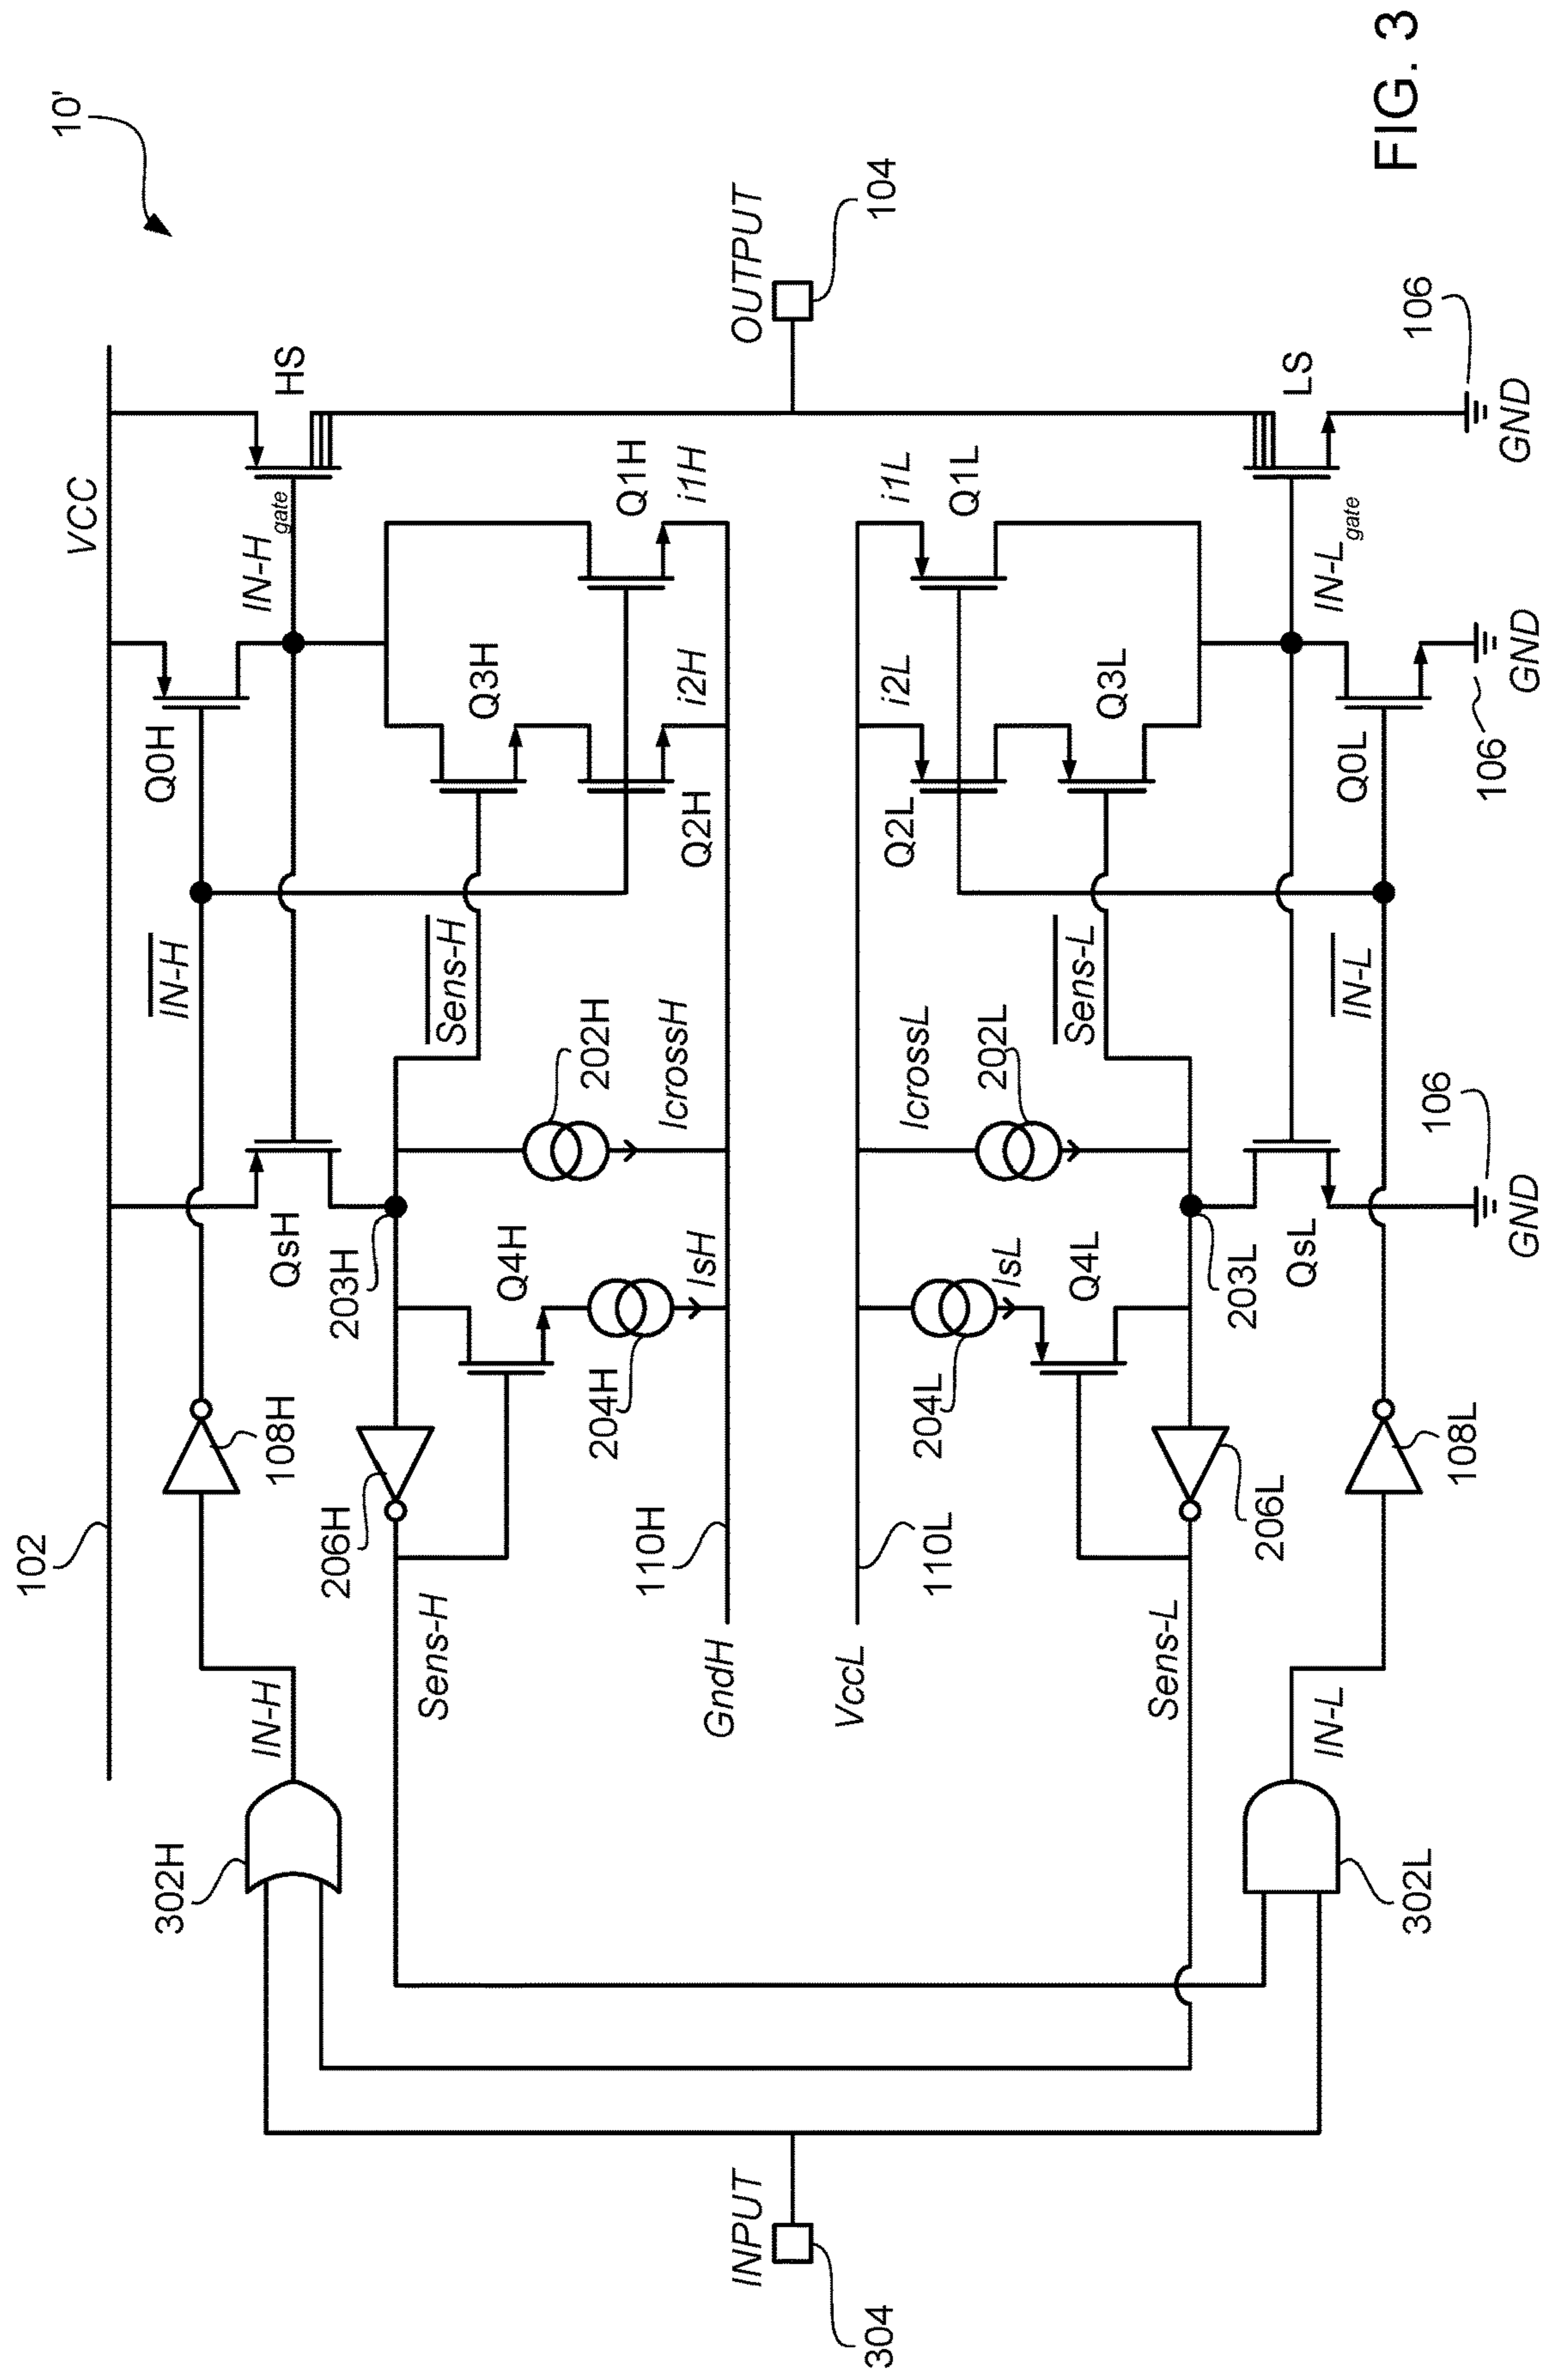 10'
VCC
102
HS
IN-Hgate
Q0H
IN-H
QsH
108H
IN-H
302H
OUTPUT
104
Q1H
i1H
Q3H
i2H
Q2H
Sens-H
202H
IcrossH
203H
Q4H
IsH
204H
206H
110H
Sens-H
GndH
i1L
Q1L
i2L
Q3L
Q2L
Sens-L
IcrossL
202L
IsL
Q4L
203L
204L
206L
110L
VccL
Sens-L
LS
IN-Lgate
106
GND
Q0L
106
GND
IN-L
QsL
106
GND
108L
IN-L
302L
INPUT
304
FIG. 3